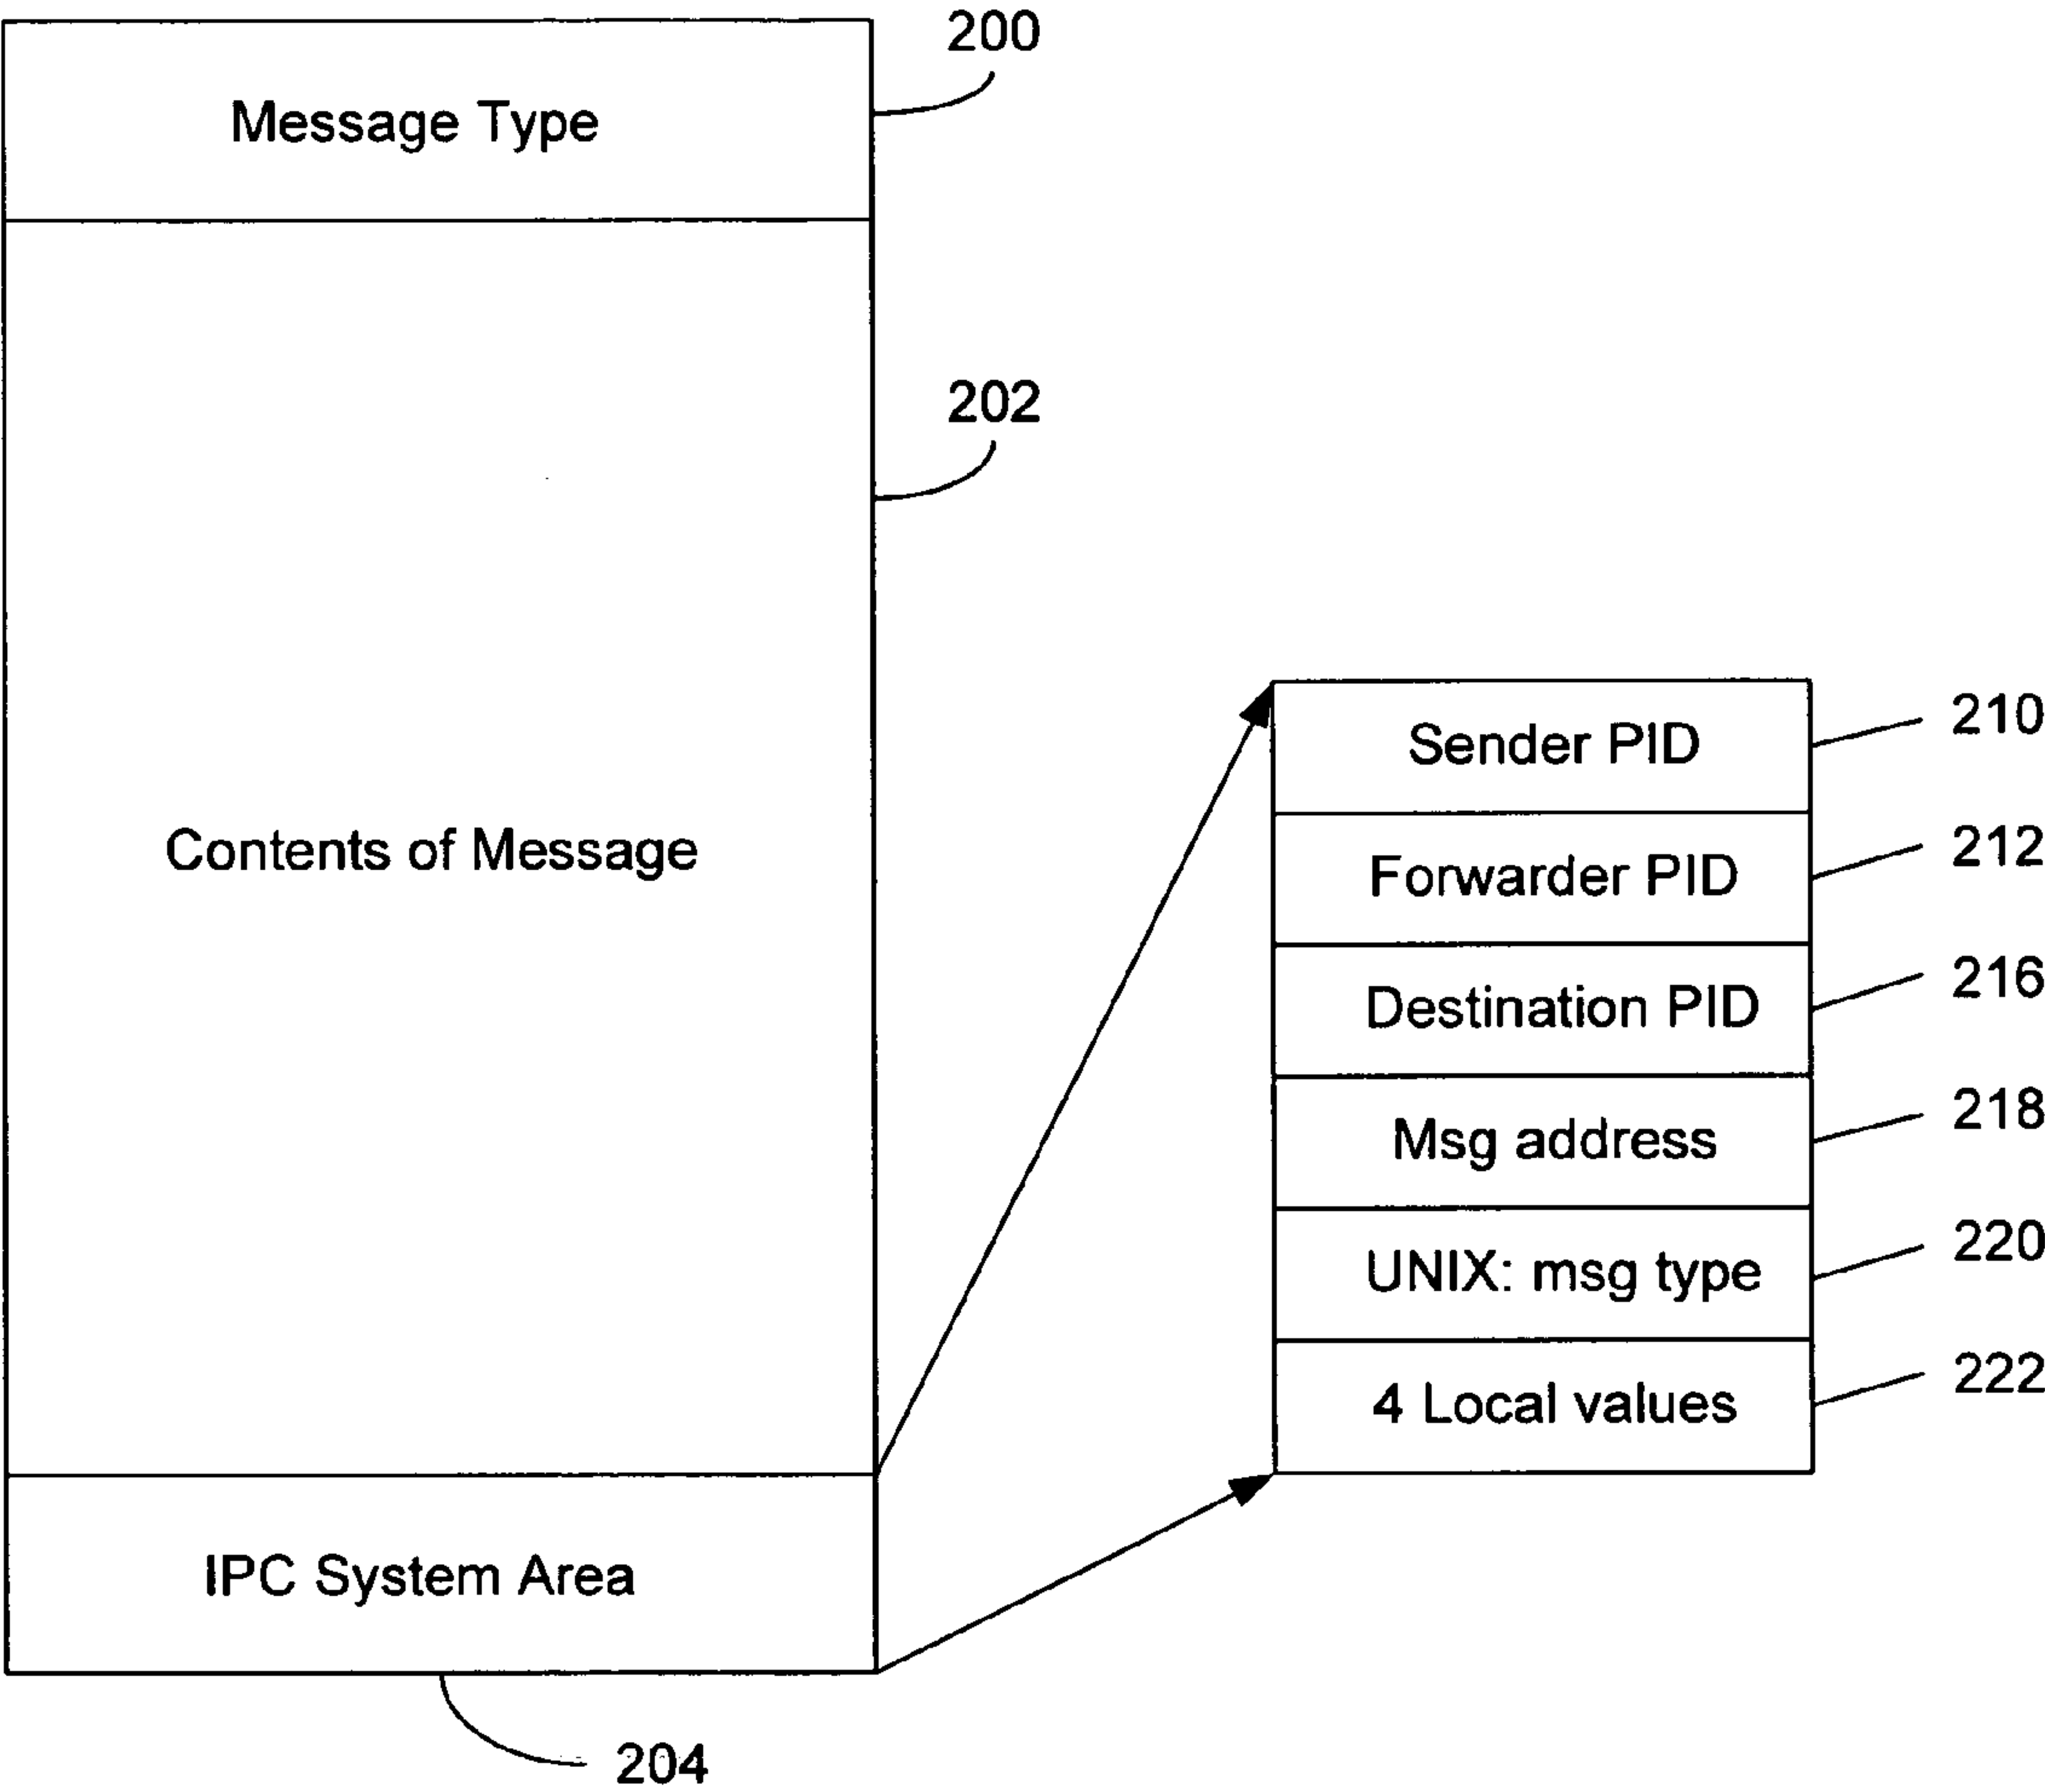 200
Message Type
202
Contents of Message
Sender PID
210
Forwarder PID
212
Destination PID
216
Msg address
218
UNIX: msg type
220
4 Local values
222
IPC System Area
204